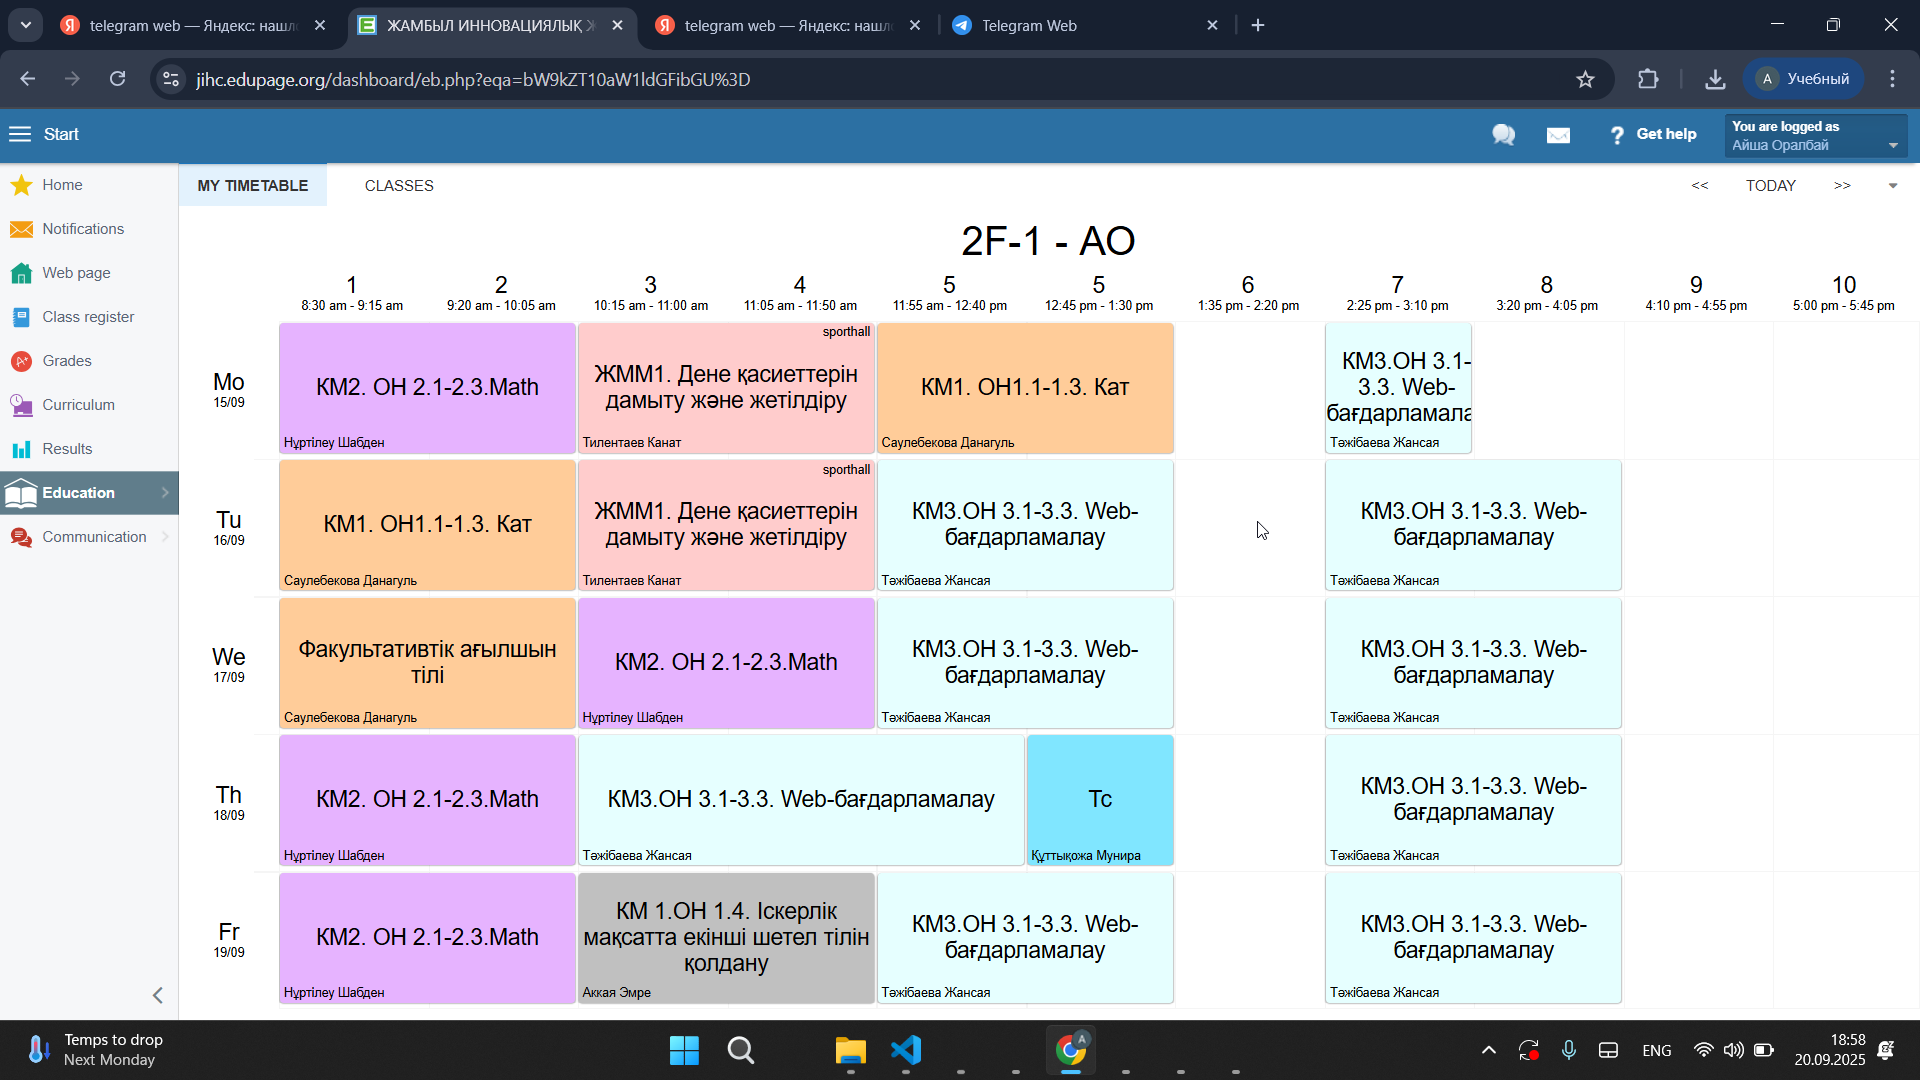 telegram web — Яндекс: нашл
ЖАМБЫЛ ИННОВАЦИЯЛЫҚ
telegram web — Яндекс: нашл
Telegram Web
jihc.edupage.org/dashboard/eb.php?eqa=bW9kZT10aW1ldGFibGU%3D
A Учебный
Start
Get help
You are logged as
Айша Оралбай
Home
Notifications
Web page
Class register
Grades
Curriculum
Results
Education
Communication
MY TIMETABLE
CLASSES
<<
TODAY
>>
2F-1 - AO
1
8:30 am - 9:15 am
2
9:20 am - 10:05 am
3
10:15 am - 11:00 am
4
11:05 am - 11:50 am
5
11:55 am - 12:40 pm
5
12:45 pm - 1:30 pm
6
1:35 pm - 2:20 pm
7
2:25 pm - 3:10 pm
8
3:20 pm - 4:05 pm
9
4:10 pm - 4:55 pm
10
5:00 pm - 5:45 pm
Mo
15/09
КМ2. ОН 2.1-2.3.Math
Нұртілеу Шабден
sporthall
ЖММ1. Дене қасиеттерін
дамыту және жетілдіру
Тилентаев Канат
КМ1. ОН1.1-1.3. Кат
Саулебекова Данагуль
КМ3.ОН 3.1-
3.3. Web-
бағдарламала
Тәжібаева Жансая
Tu
16/09
КМ1. ОН1.1-1.3. Кат
Саулебекова Данагуль
sporthall
ЖММ1. Дене қасиеттерін
дамыту және жетілдіру
Тилентаев Канат
КМ3.ОН 3.1-3.3. Web-
бағдарламалау
Тәжібаева Жансая
КМ3.ОН 3.1-3.3. Web-
бағдарламалау
Тәжібаева Жансая
We
17/09
Факультативтік ағылшын
тілі
Саулебекова Данагуль
КМ2. ОН 2.1-2.3.Math
Нұртілеу Шабден
КМ3.ОН 3.1-3.3. Web-
бағдарламалау
Тәжібаева Жансая
КМ3.ОН 3.1-3.3. Web-
бағдарламалау
Тәжібаева Жансая
Th
18/09
КМ2. ОН 2.1-2.3.Math
Нұртілеу Шабден
КМ3.ОН 3.1-3.3. Web-бағдарламалау
Тәжібаева Жансая
Тс
Құттықожа Мунира
КМ3.ОН 3.1-3.3. Web-
бағдарламалау
Тәжібаева Жансая
Fr
19/09
КМ2. ОН 2.1-2.3.Math
Нұртілеу Шабден
КМ 1.ОН 1.4. Іскерлік
мақсатта екінші шетел тілін
қолдану
Аккая Эмре
КМ3.ОН 3.1-3.3. Web-
бағдарламалау
Тәжібаева Жансая
КМ3.ОН 3.1-3.3. Web-
бағдарламалау
Тәжібаева Жансая
Temps to drop
Next Monday
ENG
18:58
20.09.2025